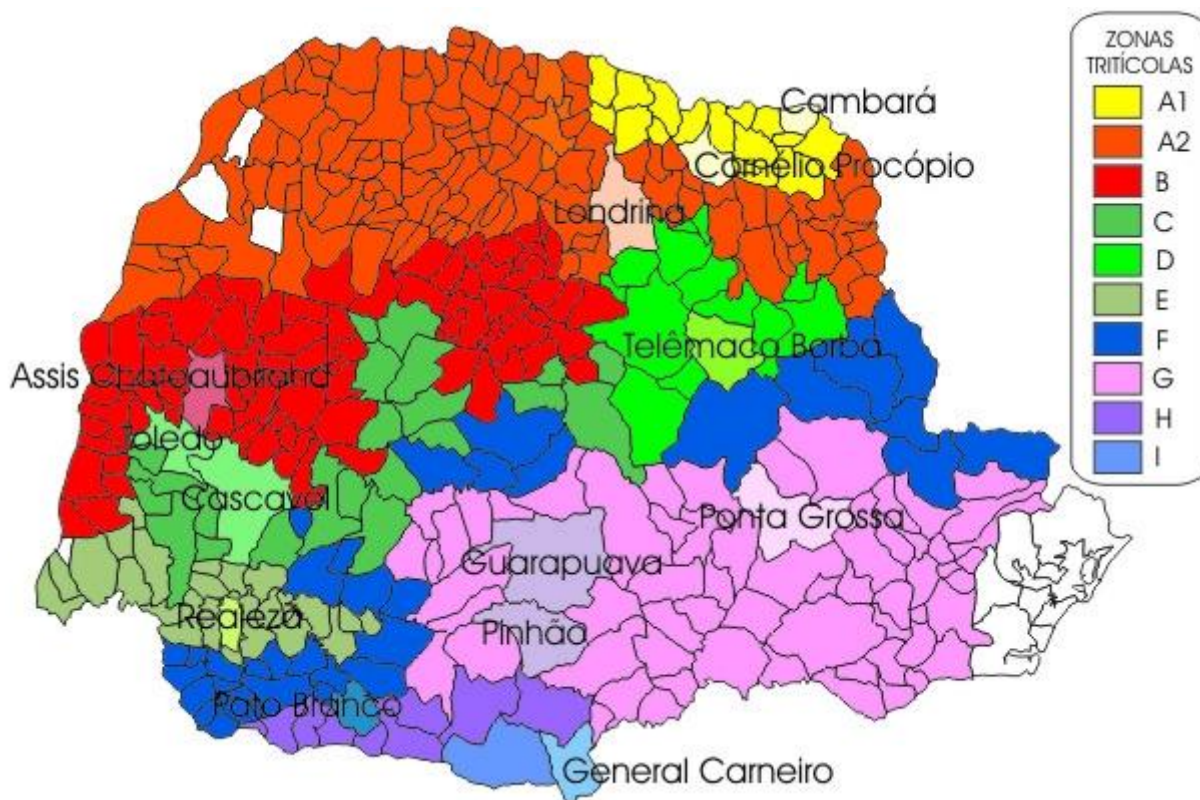 Cambará
Cornélio Procópio
Londrina
Telêmaco Borba
Assis Chateaubriand
Toledo
Cascavel
Ponta Grossa
Guarapuava
Realeza
Pinhão
Pato Branco
General Carneiro
ZONAS
TRITÍCOLAS
A1
A2
B
C
D
E
F
G
H
I